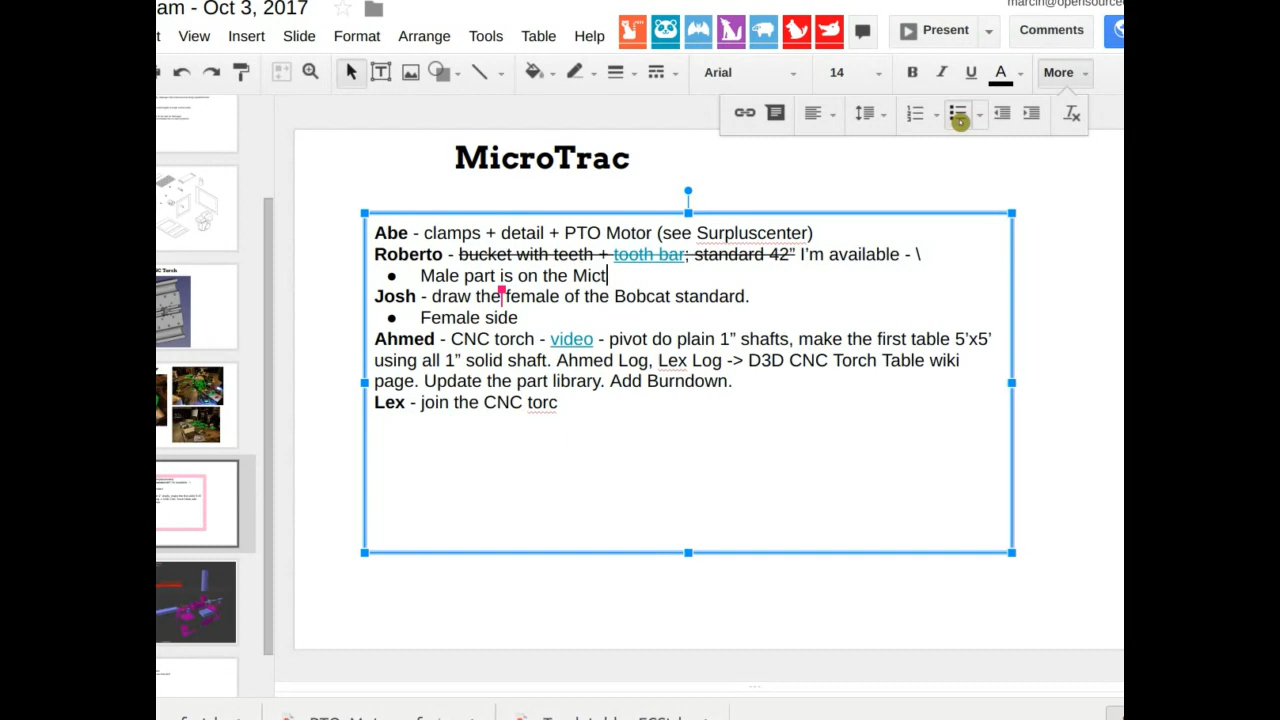 am - Oct 3, 2017
marcin@opensource
View Insert Slide Format Arrange Tools Table Help
Present
Comments
Arial
14
B I U A
More
MicroTrac
Abe - clamps + detail + PTO Motor (see Surpluscenter)
Roberto - bucket with teeth + tooth bar; standard 42” I’m available - \
● Male part is on the Mict
Josh - draw the female of the Bobcat standard.
● Female side
Ahmed - CNC torch - video - pivot do plain 1” shafts, make the first table 5’x5’
using all 1” solid shaft. Ahmed Log, Lex Log -> D3D CNC Torch Table wiki
page. Update the part library. Add Burndown.
Lex - join the CNC torc